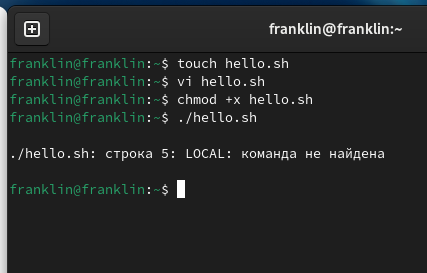 franklin@franklin:~
franklin@franklin:~$ touch hello.sh
franklin@franklin:~$ vi hello.sh
franklin@franklin:~$ chmod +x hello.sh
franklin@franklin:~$ ./hello.sh
./hello.sh: строка 5: LOCAL: команда не найдена
franklin@franklin:~$